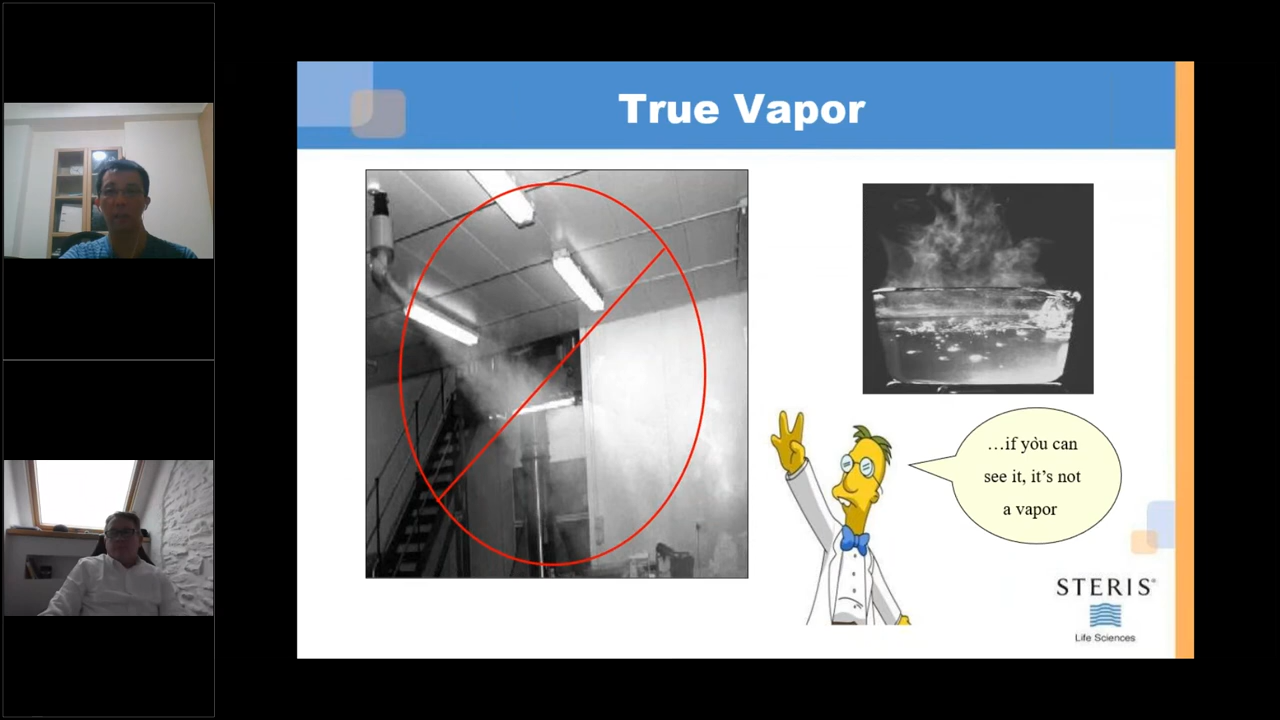 True Vapor
…if you can
see it, it’s not
a vapor
STERIS®
Life Sciences